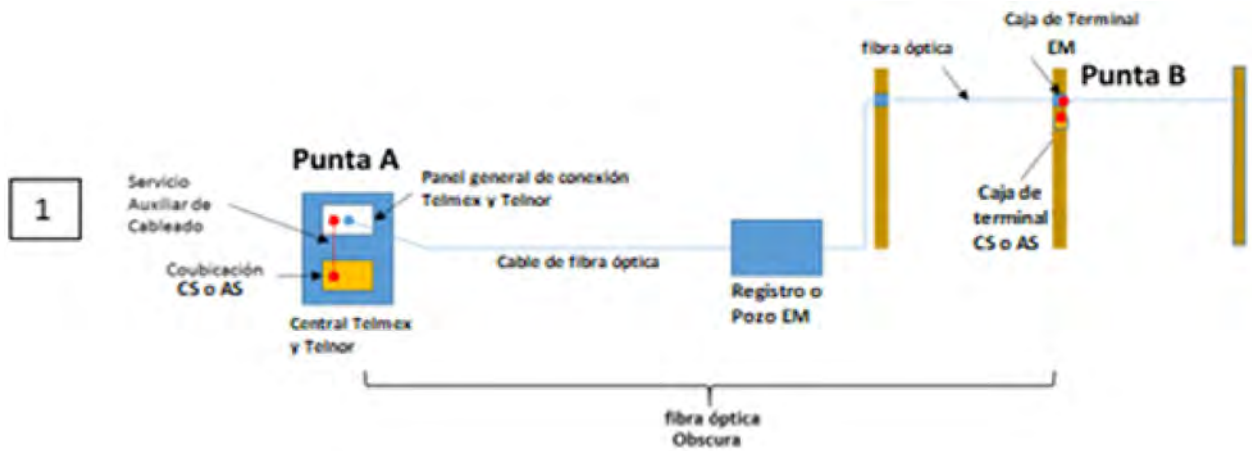 Caja de Terminal
EM
fibra óptica
Punta B
Punta A
Servicio
Auxiliar de
Cableado
Panel general de conexión
Telmex y Telnor
1
Caja de
terminal
CS o AS
Cable de fibra óptica
Coubicación
CS o AS
Registro o
Pozo EM
Central Telmex
y Telnor
fibra óptica
Obscura